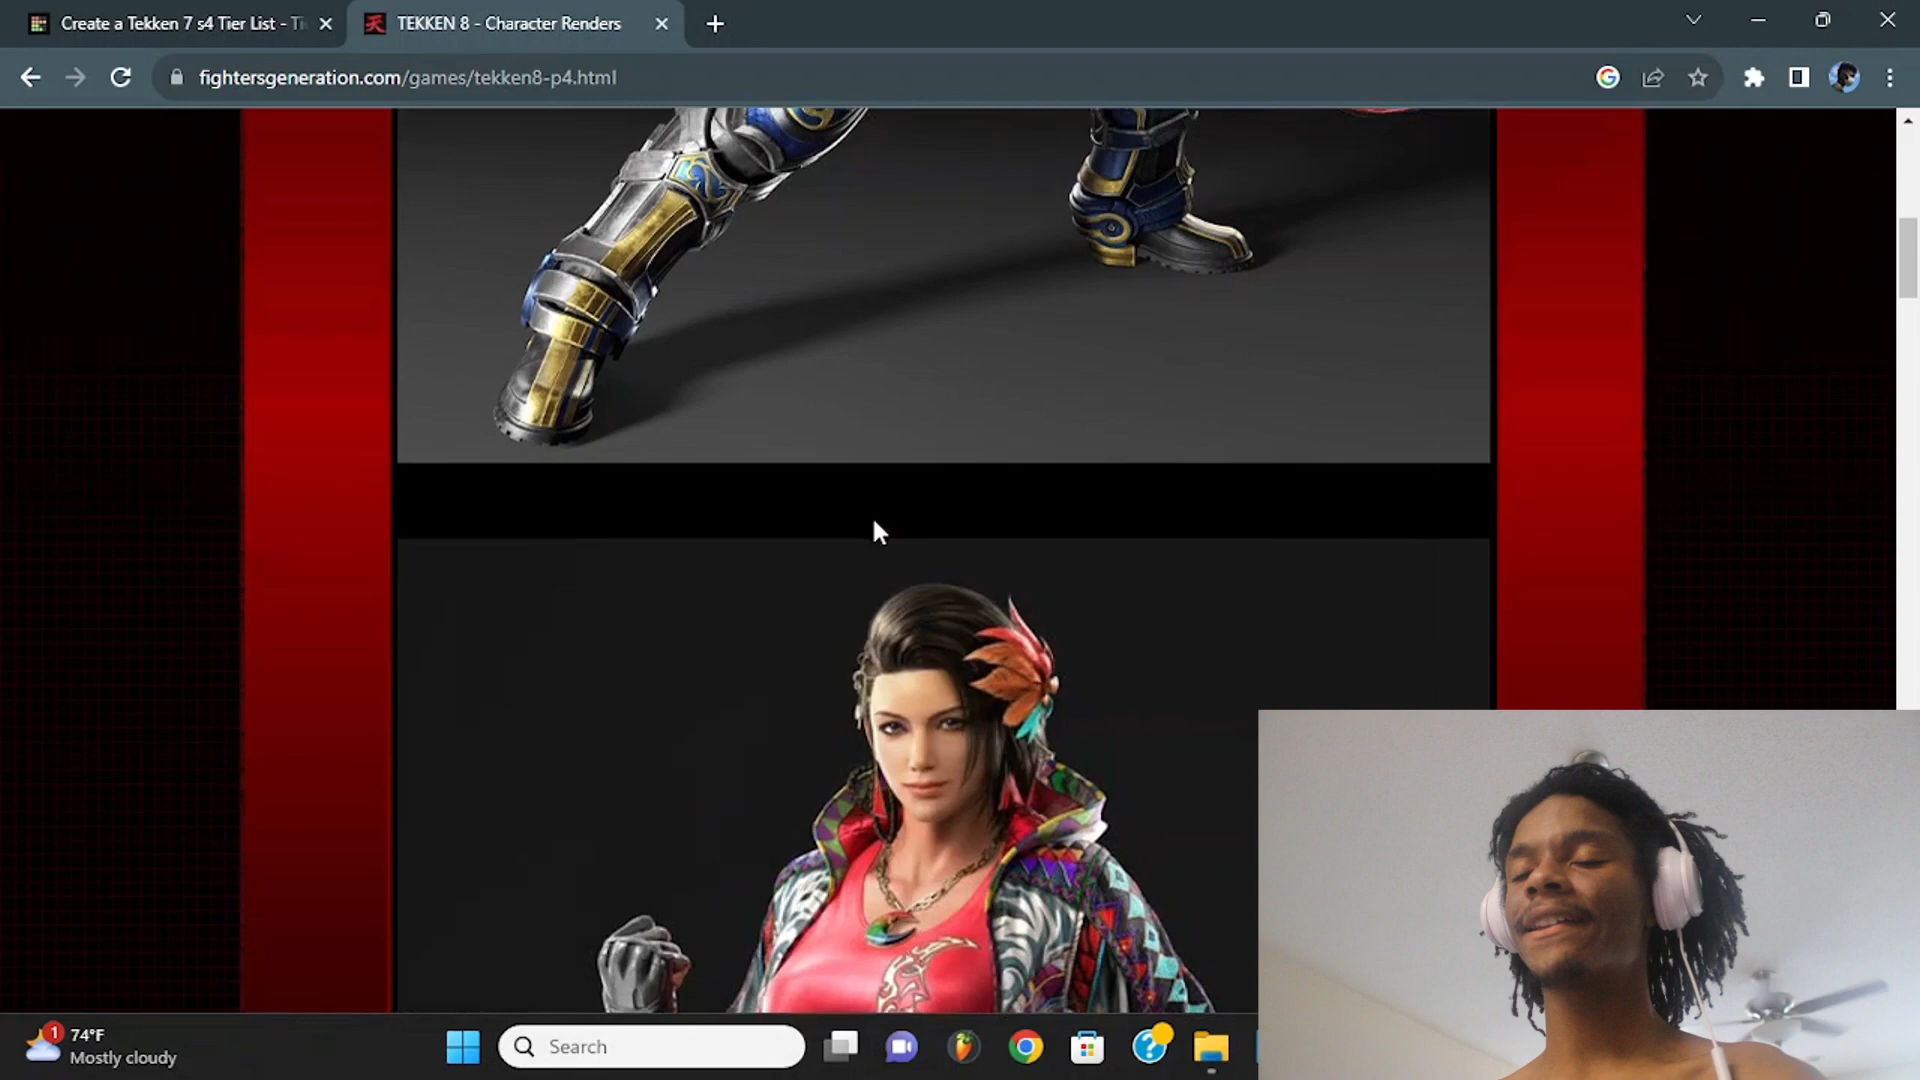 Create a Tekken 7 s4 Tier List - Ti
TEKKEN 8 - Character Renders
fightersgeneration.com/games/tekken8-p4.html
1
74°F
Mostly cloudy
Search